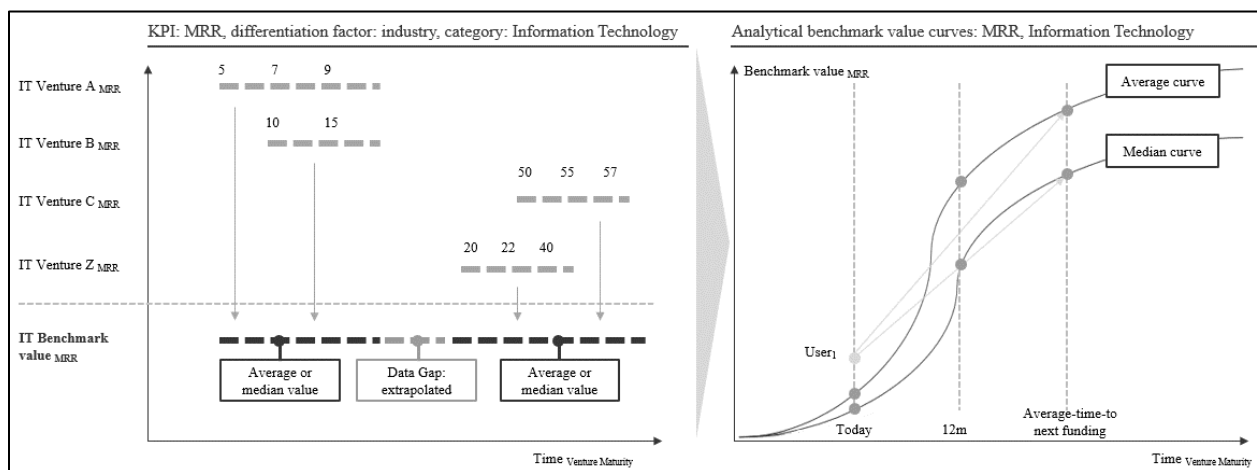 KPI: MRR, differentiation factor: industry, category: Information Technology
IT Venture A MRR
5 7 9
IT Venture B MRR
10 15
IT Venture C MRR
50 55 57
IT Venture Z MRR
20 22 40
IT Benchmark
value MRR
Average or
median value
Data Gap:
extrapolated
Average or
median value
Time Venture Maturity
Analytical benchmark value curves: MRR, Information Technology
Benchmark value MRR
Average curve
Median curve
User1
Today
12m
Average-time-to
next funding
Time Venture Maturity